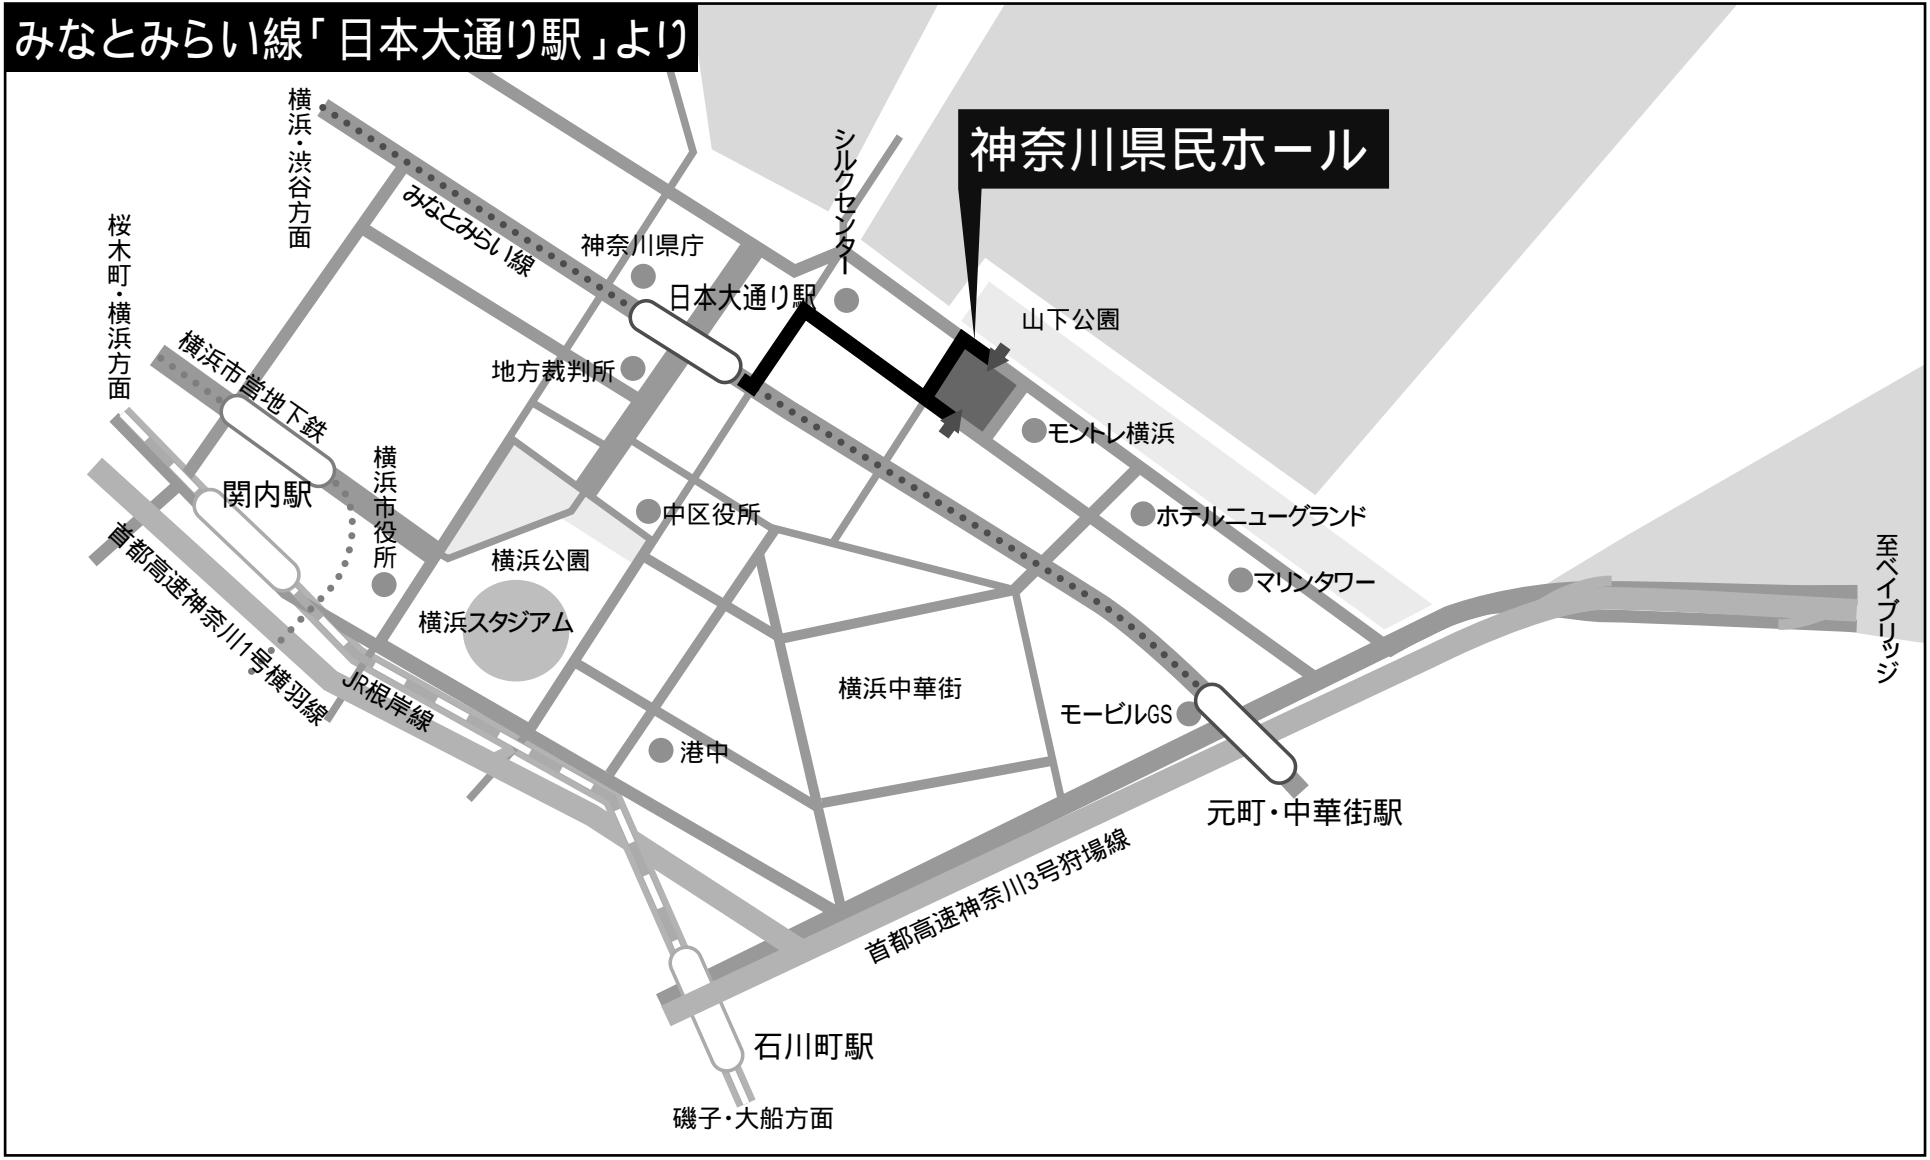 みなとみらい線「日本大通り駅」より
横浜・渋谷方面
シルクセンター
神奈川県民ホール
みなとみらい線
桜木町・横浜方面
神奈川県庁
日本大通り駅
山下公園
横浜市営地下鉄
地方裁判所
モントレ横浜
横浜市役所
関内駅
中区役所
ホテルニューグランド
横浜公園
マリンタワー
至ベイブリッジ
首都高速神奈川1号横羽線
横浜スタジアム
JR根岸線
横浜中華街
モービルGS
港中
元町・中華街駅
首都高速神奈川3号狩場線
石川町駅
磯子・大船方面